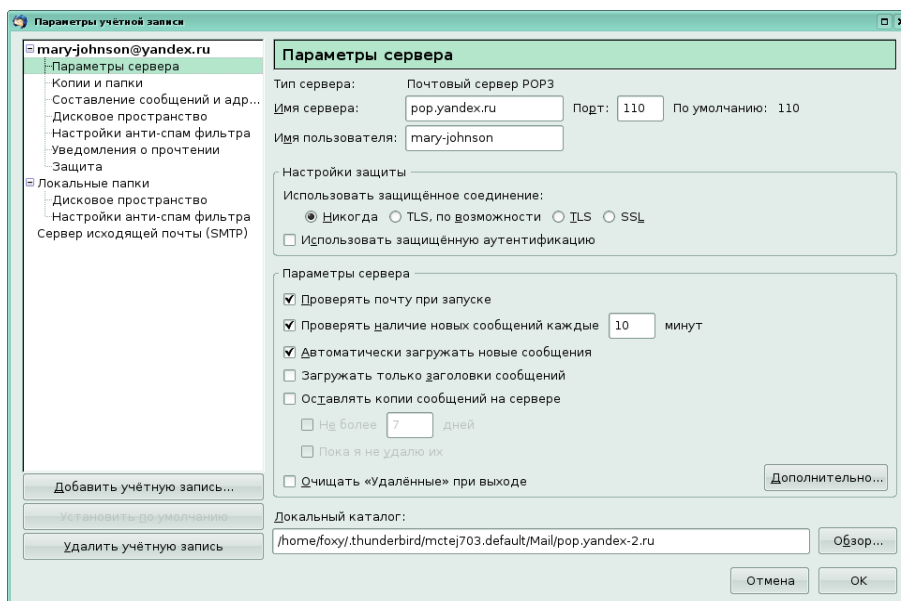 Параметры учётной записи
mary-johnson@yandex.ru
Параметры сервера
Копии и папки
Составление сообщений и адр...
Дисковое пространство
Настройки анти-спам фильтра
Уведомления о прочтении
Защита
Локальные папки
Дисковое пространство
Настройки анти-спам фильтра
Сервер исходящей почты (SMTP)
Добавить учётную запись...
Установить по умолчанию
Удалить учётную запись
Параметры сервера
Тип сервера: Почтовый сервер POP3
Имя сервера: pop.yandex.ru Порт: 110 По умолчанию: 110
Имя пользователя: mary-johnson
Настройки защиты
Использовать защищённое соединение:
Никогда TLS, по возможности TLS SSL
Использовать защищённую аутентификацию
Параметры сервера
Проверять почту при запуске
Проверять наличие новых сообщений каждые 10 минут
Автоматически загружать новые сообщения
Загружать только заголовки сообщений
Оставлять копии сообщений на сервере
Не более 7 дней
Пока я не удалю их
Очищать «Удалённые» при выходе
Дополнительно...
Локальный каталог:
/home/foxy/.thunderbird/mctej703.default/Mail/pop.yandex-2.ru
Обзор...
Отмена OK